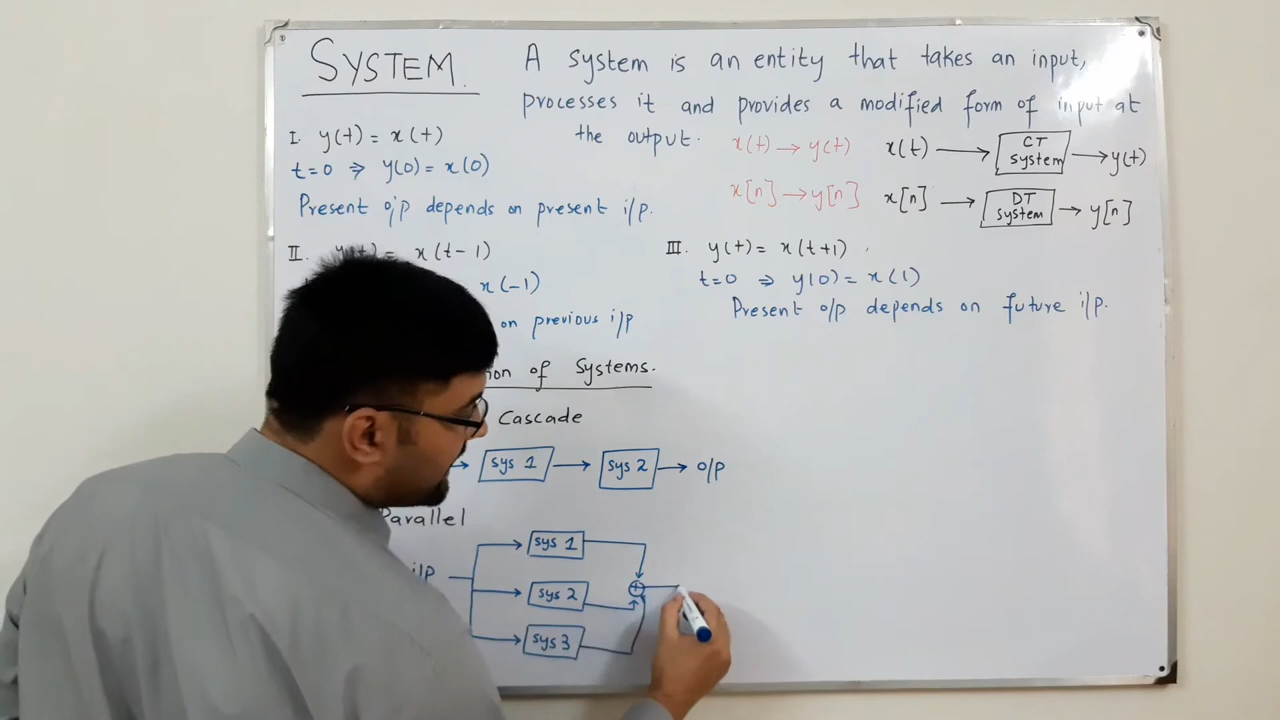 SYSTEM.
A system is an entity that takes an input,
processes it and provides a modified form of input at
the output.
x(t) → y(t)
x(t) → CT system → y(t)
x[n] → y[n]
x[n] → DT system → y[n]
I. y(t) = x(t)
t=0 ⇒ y(0) = x(0)
Present o/p depends on present i/p.
II. = x(t-1)
x(-1)
on previous i/p
III. y(t) = x(t+1)
t=0 ⇒ y(0) = x(1)
Present o/p depends on future i/p.
of Systems.
Cascade
→ sys 1 → sys 2 → o/p
Parallel
i/p
sys 1
sys 2
+
sys 3